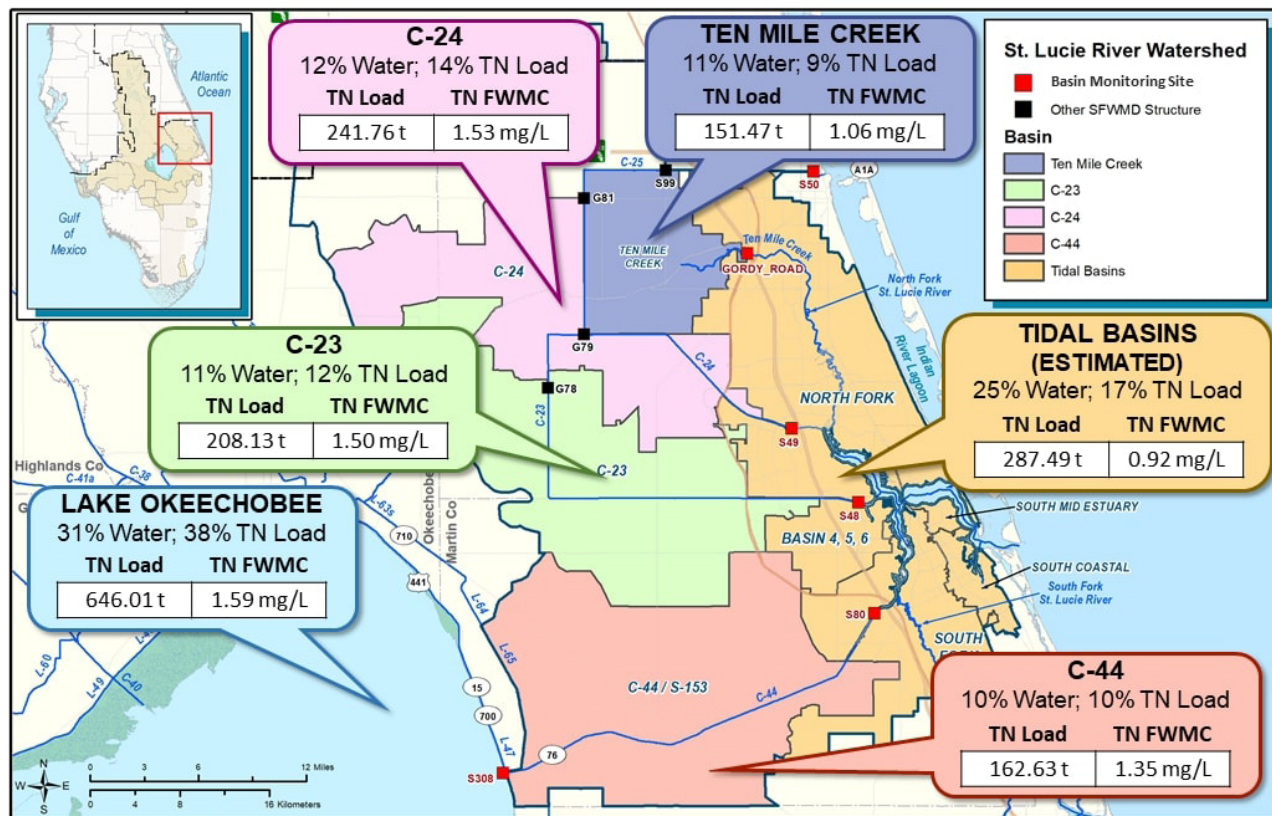 C-24
12% Water; 14% TN Load
TN Load TN FWMC
241.76 t 1.53 mg/L
TEN MILE CREEK
11% Water; 9% TN Load
TN Load TN FWMC
151.47 t 1.06 mg/L
St. Lucie River Watershed
Basin Monitoring Site
Other SFWMD Structure
Basin
Ten Mile Creek
C-23
C-24
C-44
Tidal Basins
Atlantic
Ocean
Gulf
of
Mexico
C-25
S99
S50
A1A
G81
TEN MILE
CREEK
Ten Mile Creek
GORDY_ROAD
C-24
North Fork
St. Lucie River
Indian
River Lagoon
G79
C-24
C-23
11% Water; 12% TN Load
TN Load TN FWMC
208.13 t 1.50 mg/L
G78
C-23
NORTH FORK
S49
TIDAL BASINS
(ESTIMATED)
25% Water; 17% TN Load
TN Load TN FWMC
287.49 t 0.92 mg/L
C-23
Highlands Co
C-41a
C-38
Martin Co
L-63s
710
441
LAKE OKEECHOBEE
31% Water; 38% TN Load
TN Load TN FWMC
646.01 t 1.59 mg/L
S48
BASIN 4, 5, 6
SOUTH MID ESTUARY
SOUTH COASTAL
South Fork
St. Lucie River
S80
SOUTH
L-64
L-65
L-60
L-49
C-40
C-44 / S-153
C-44
15
700
L-47
76
S308
C-44
10% Water; 10% TN Load
TN Load TN FWMC
162.63 t 1.35 mg/L
N
W E
S
0 3 6 12 Miles
0 4 8 16 Kilometers